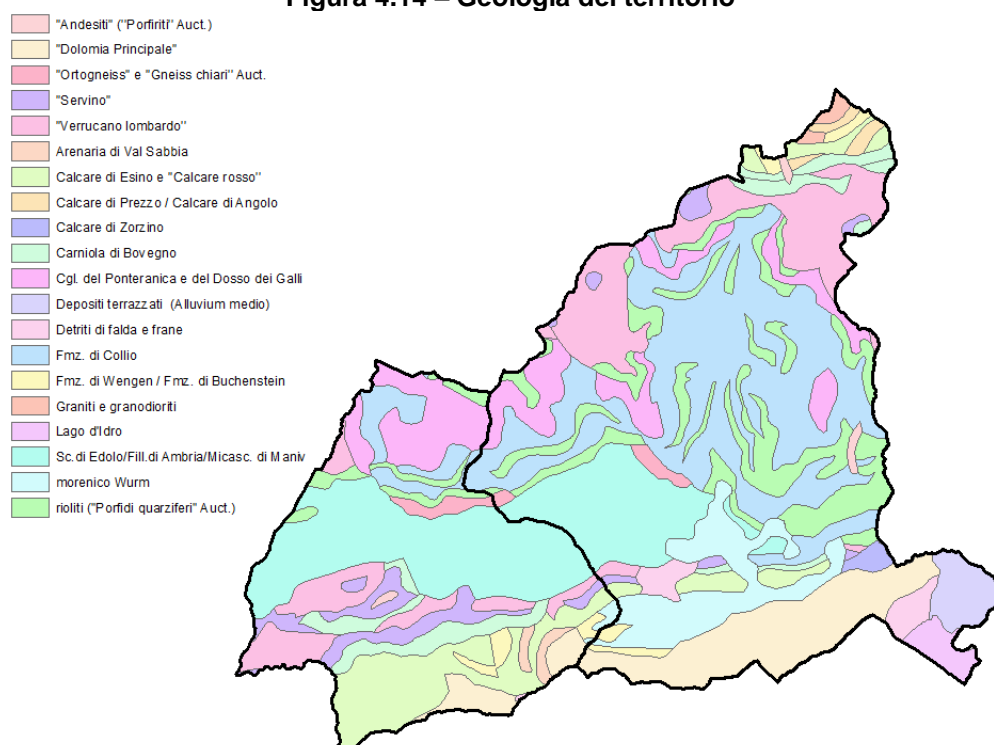 Figura 4.14 – Geologia del territorio
"Andesiti" ("Porfiriti" Auct.)
"Dolomia Principale"
"Ortogneiss" e "Gneiss chiari" Auct.
"Servino"
"Verrucano lombardo"
Arenaria di Val Sabbia
Calcare di Esino e "Calcare rosso"
Calcare di Prezzo / Calcare di Angolo
Calcare di Zorzino
Carniola di Bovegno
Cgl. del Ponteranica e del Dosso dei Galli
Depositi terrazzati (Alluvium medio)
Detriti di falda e frane
Fmz. di Collio
Fmz. di Wengen / Fmz. di Buchenstein
Graniti e granodioriti
Lago d'Idro
Sc.di Edolo/Fill.di Ambria/Micasc. di Maniv
morenico Wurm
rioliti ("Porfidi quarziferi" Auct.)